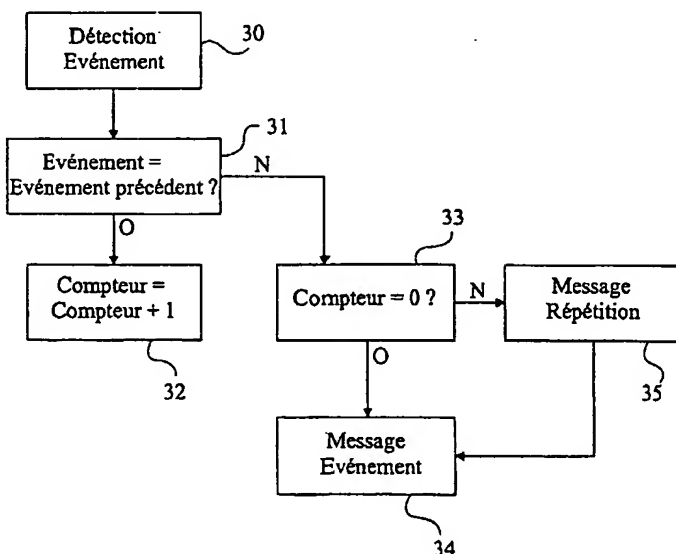 Détection
Evénement
30
31
Evénement =
Evénement précédent ?
N
O
33
Compteur =
Compteur + 1
Compteur = 0 ?
N
Message
Répétition
32
O
35
Message
Evénement
34